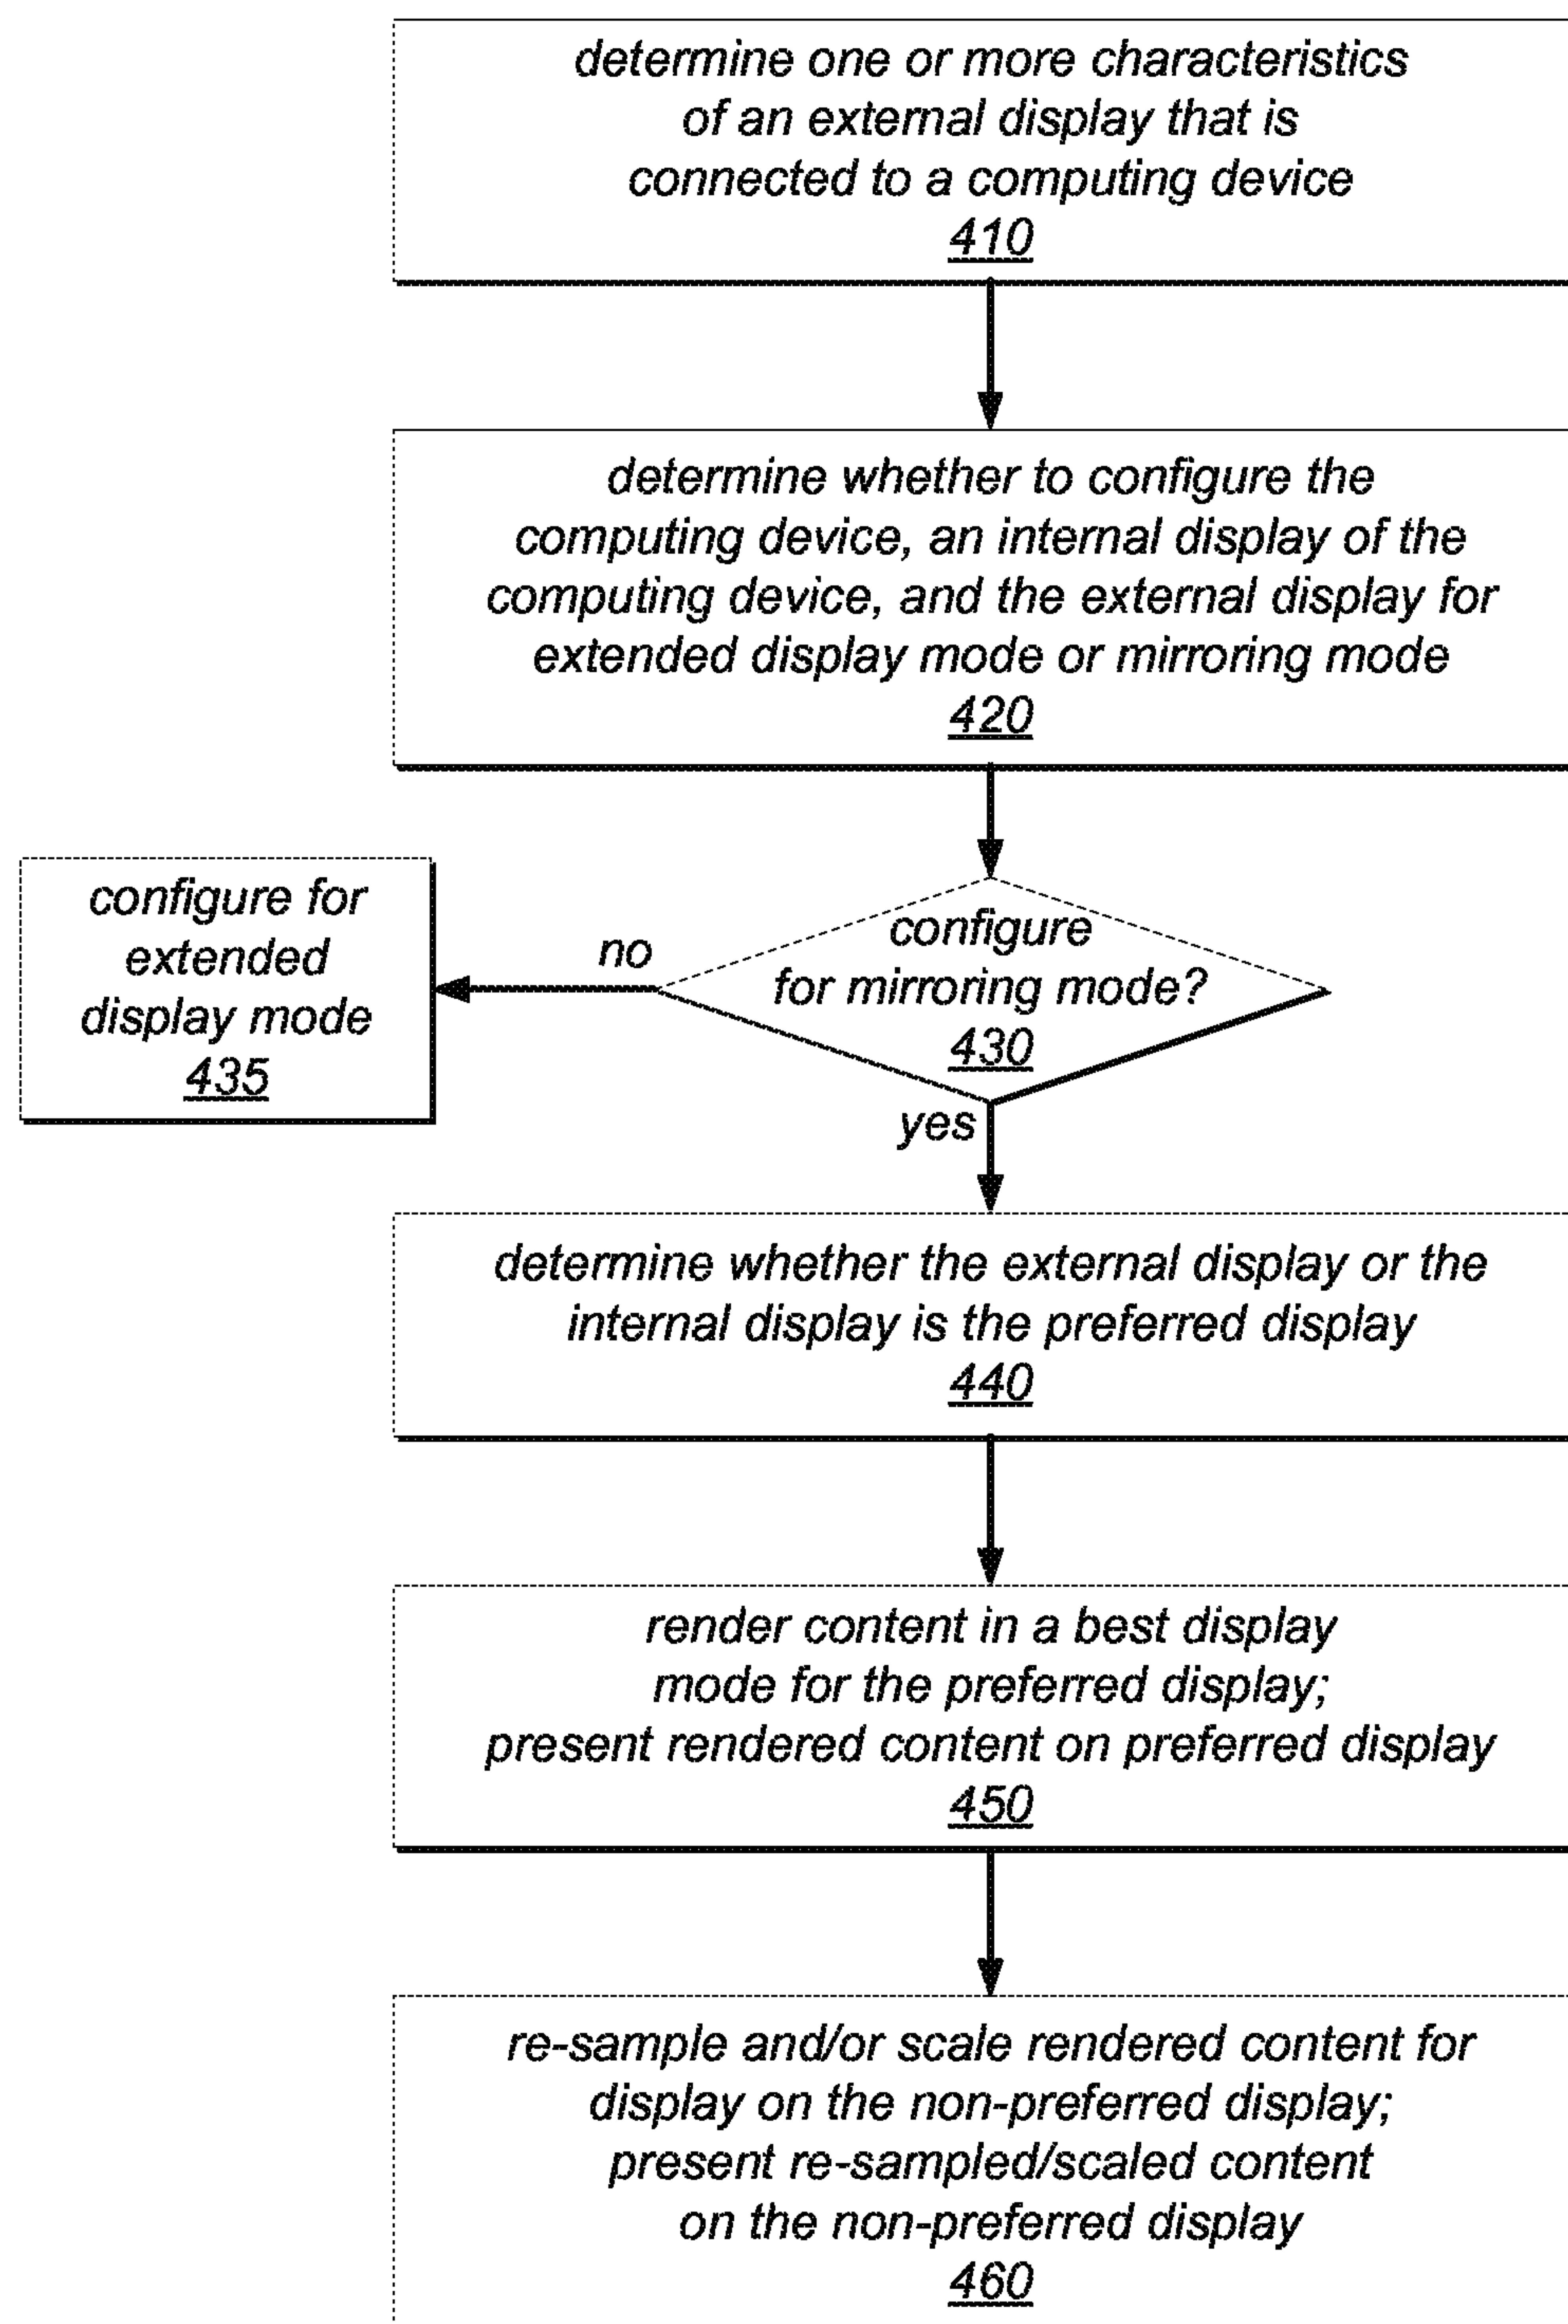 determine one or more characteristics
of an external display that is
connected to a computing device
410
determine whether to configure the
computing device, an internal display of the
computing device, and the external display for
extended display mode or mirroring mode
420
configure for
extended
display mode
435
no
configure
for mirroring mode?
430
yes
determine whether the external display or the
internal display is the preferred display
440
render content in a best display
mode for the preferred display;
present rendered content on preferred display
450
re-sample and/or scale rendered content for
display on the non-preferred display;
present re-sampled/scaled content
on the non-preferred display
460